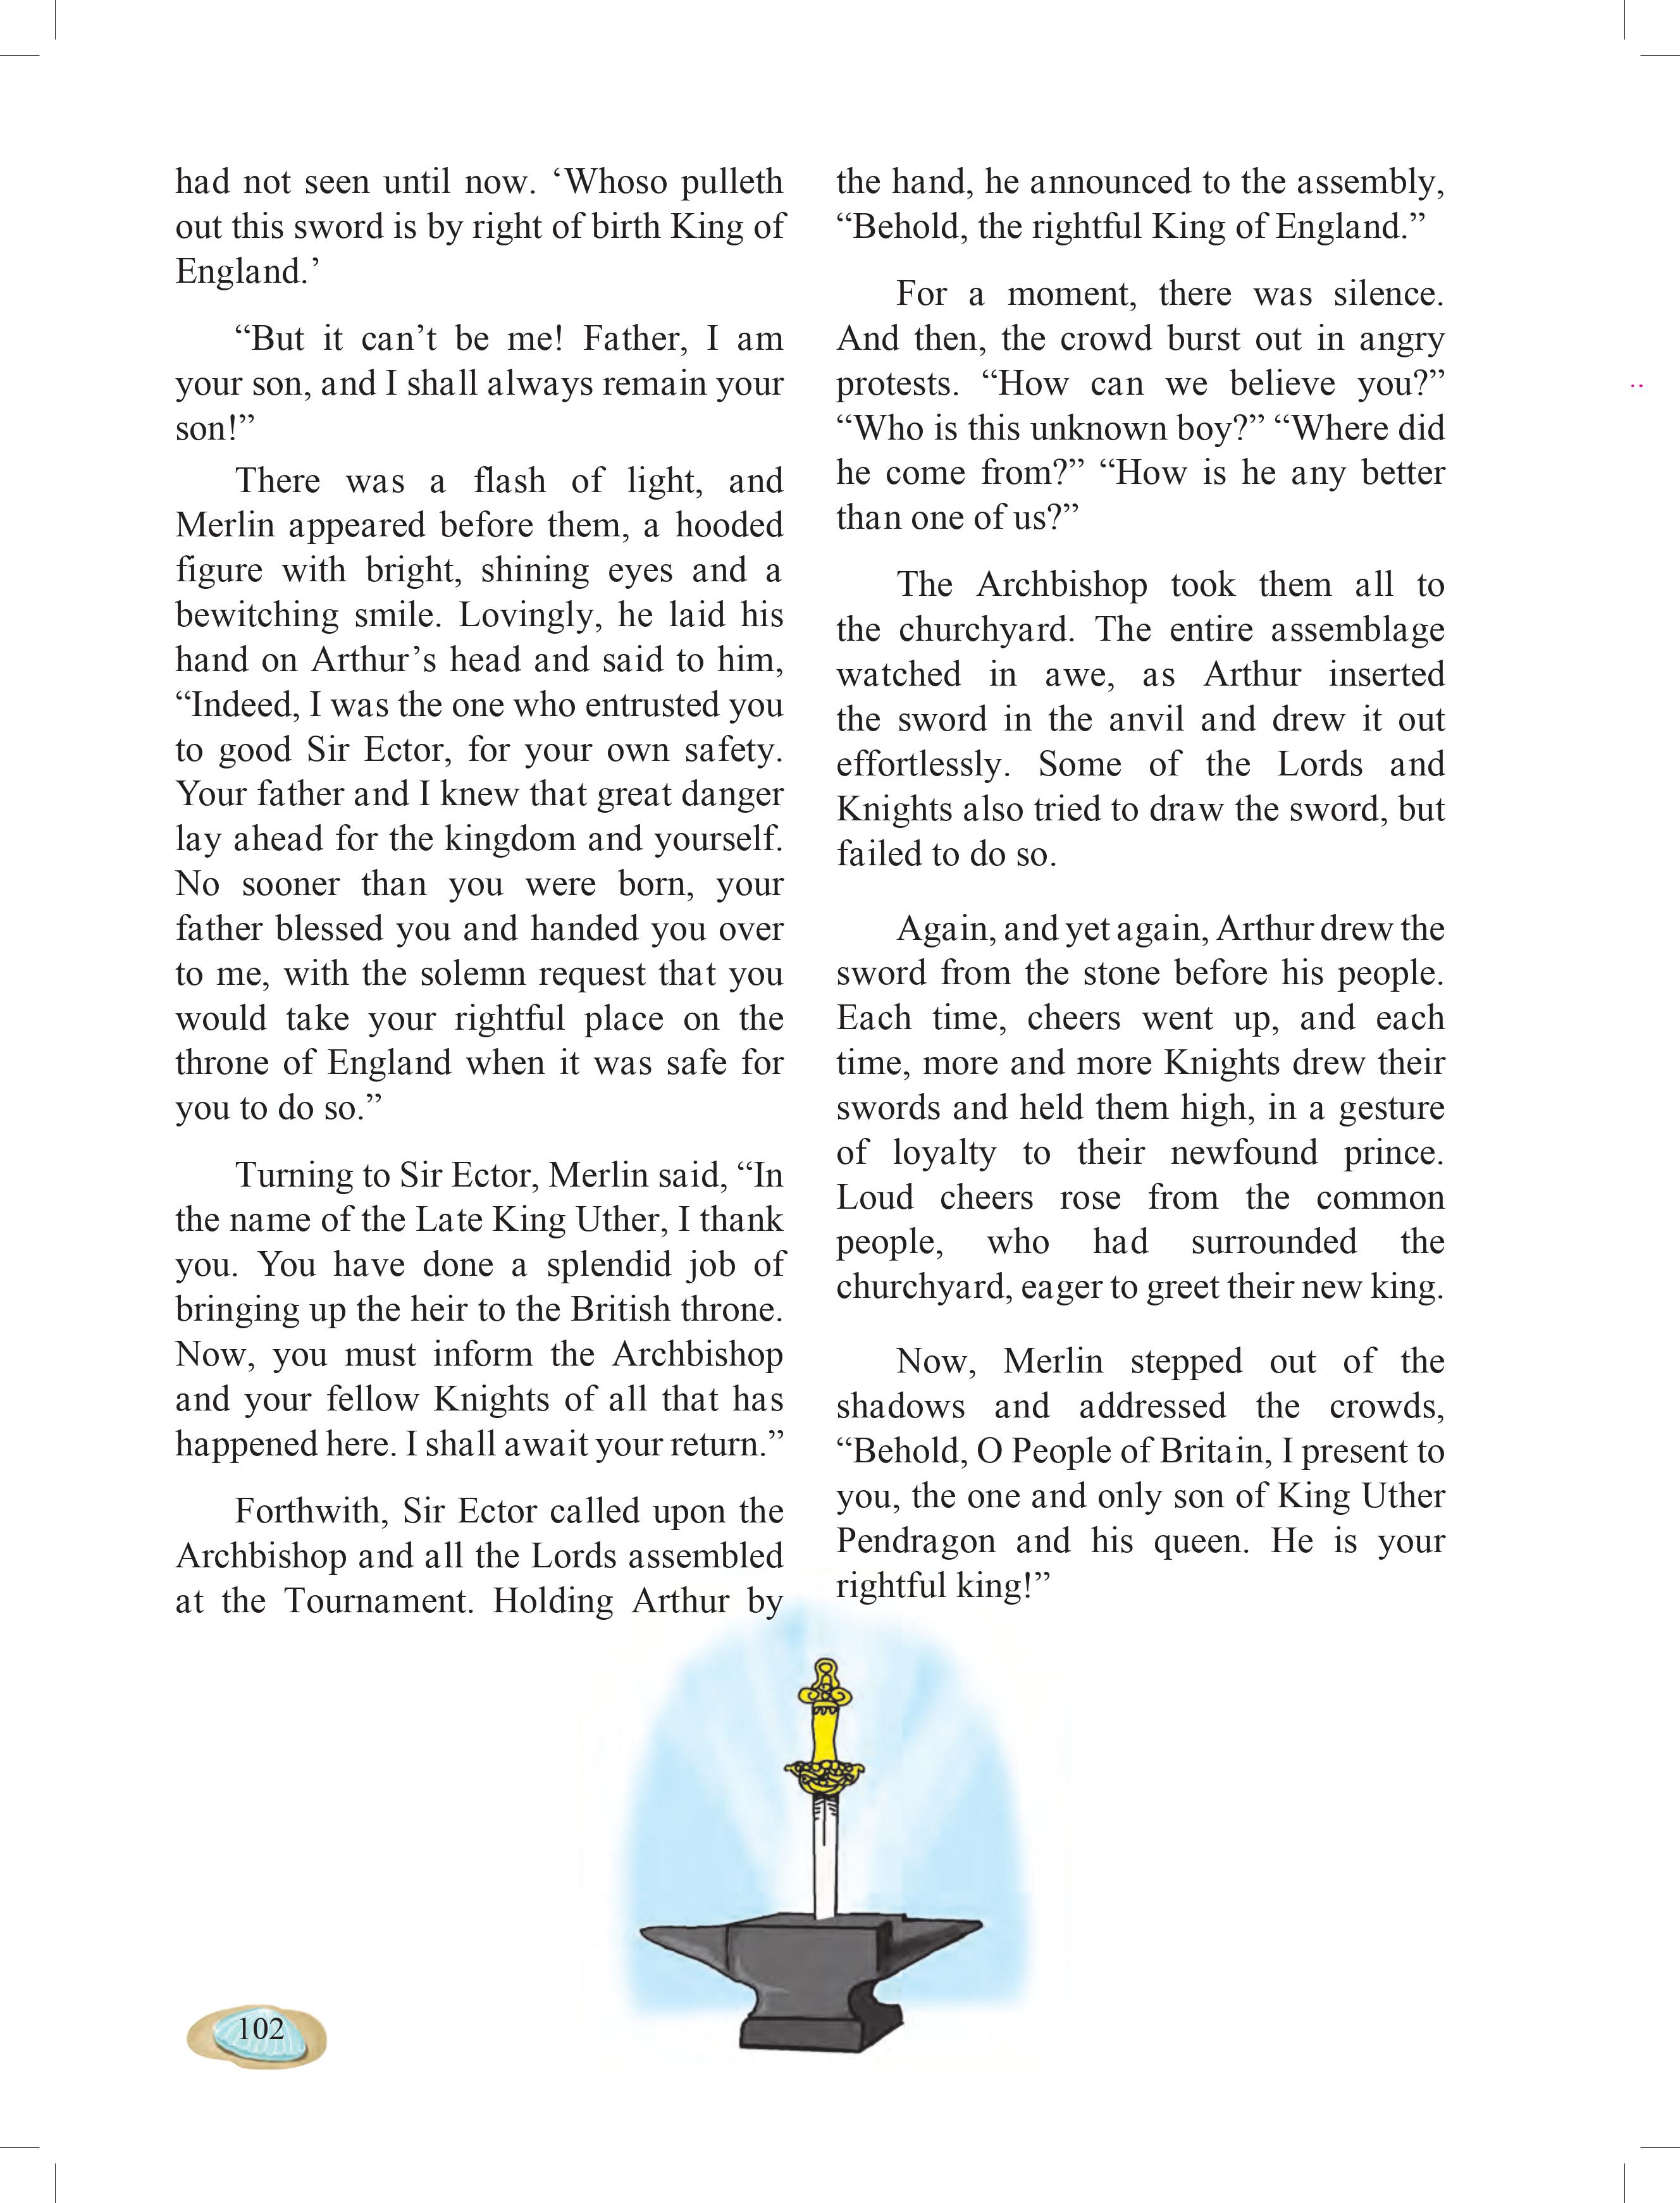 had not seen until now. ‘Whoso pulleth
out this sword is by right of birth King of
England.’
“But it can’t be me! Father, I am
your son, and I shall always remain your
son!”
There was a flash of light, and
Merlin appeared before them, a hooded
figure with bright, shining eyes and a
bewitching smile. Lovingly, he laid his
hand on Arthur’s head and said to him,
“Indeed, I was the one who entrusted you
to good Sir Ector, for your own safety.
Your father and I knew that great danger
lay ahead for the kingdom and yourself.
No sooner than you were born, your
father blessed you and handed you over
to me, with the solemn request that you
would take your rightful place on the
throne of England when it was safe for
you to do so.”
Turning to Sir Ector, Merlin said, “In
the name of the Late King Uther, I thank
you. You have done a splendid job of
bringing up the heir to the British throne.
Now, you must inform the Archbishop
and your fellow Knights of all that has
happened here. I shall await your return.”
Forthwith, Sir Ector called upon the
Archbishop and all the Lords assembled
at the Tournament. Holding Arthur by
the hand, he announced to the assembly,
“Behold, the rightful King of England.”
For a moment, there was silence.
And then, the crowd burst out in angry
protests. “How can we believe you?”
“Who is this unknown boy?” “Where did
he come from?” “How is he any better
than one of us?”
The Archbishop took them all to
the churchyard. The entire assemblage
watched in awe, as Arthur inserted
the sword in the anvil and drew it out
effortlessly. Some of the Lords and
Knights also tried to draw the sword, but
failed to do so.
Again, and yet again, Arthur drew the
sword from the stone before his people.
Each time, cheers went up, and each
time, more and more Knights drew their
swords and held them high, in a gesture
of loyalty to their newfound prince.
Loud cheers rose from the common
people, who had surrounded the
churchyard, eager to greet their new king.
Now, Merlin stepped out of the
shadows and addressed the crowds,
“Behold, O People of Britain, I present to
you, the one and only son of King Uther
Pendragon and his queen. He is your
rightful king!”
102